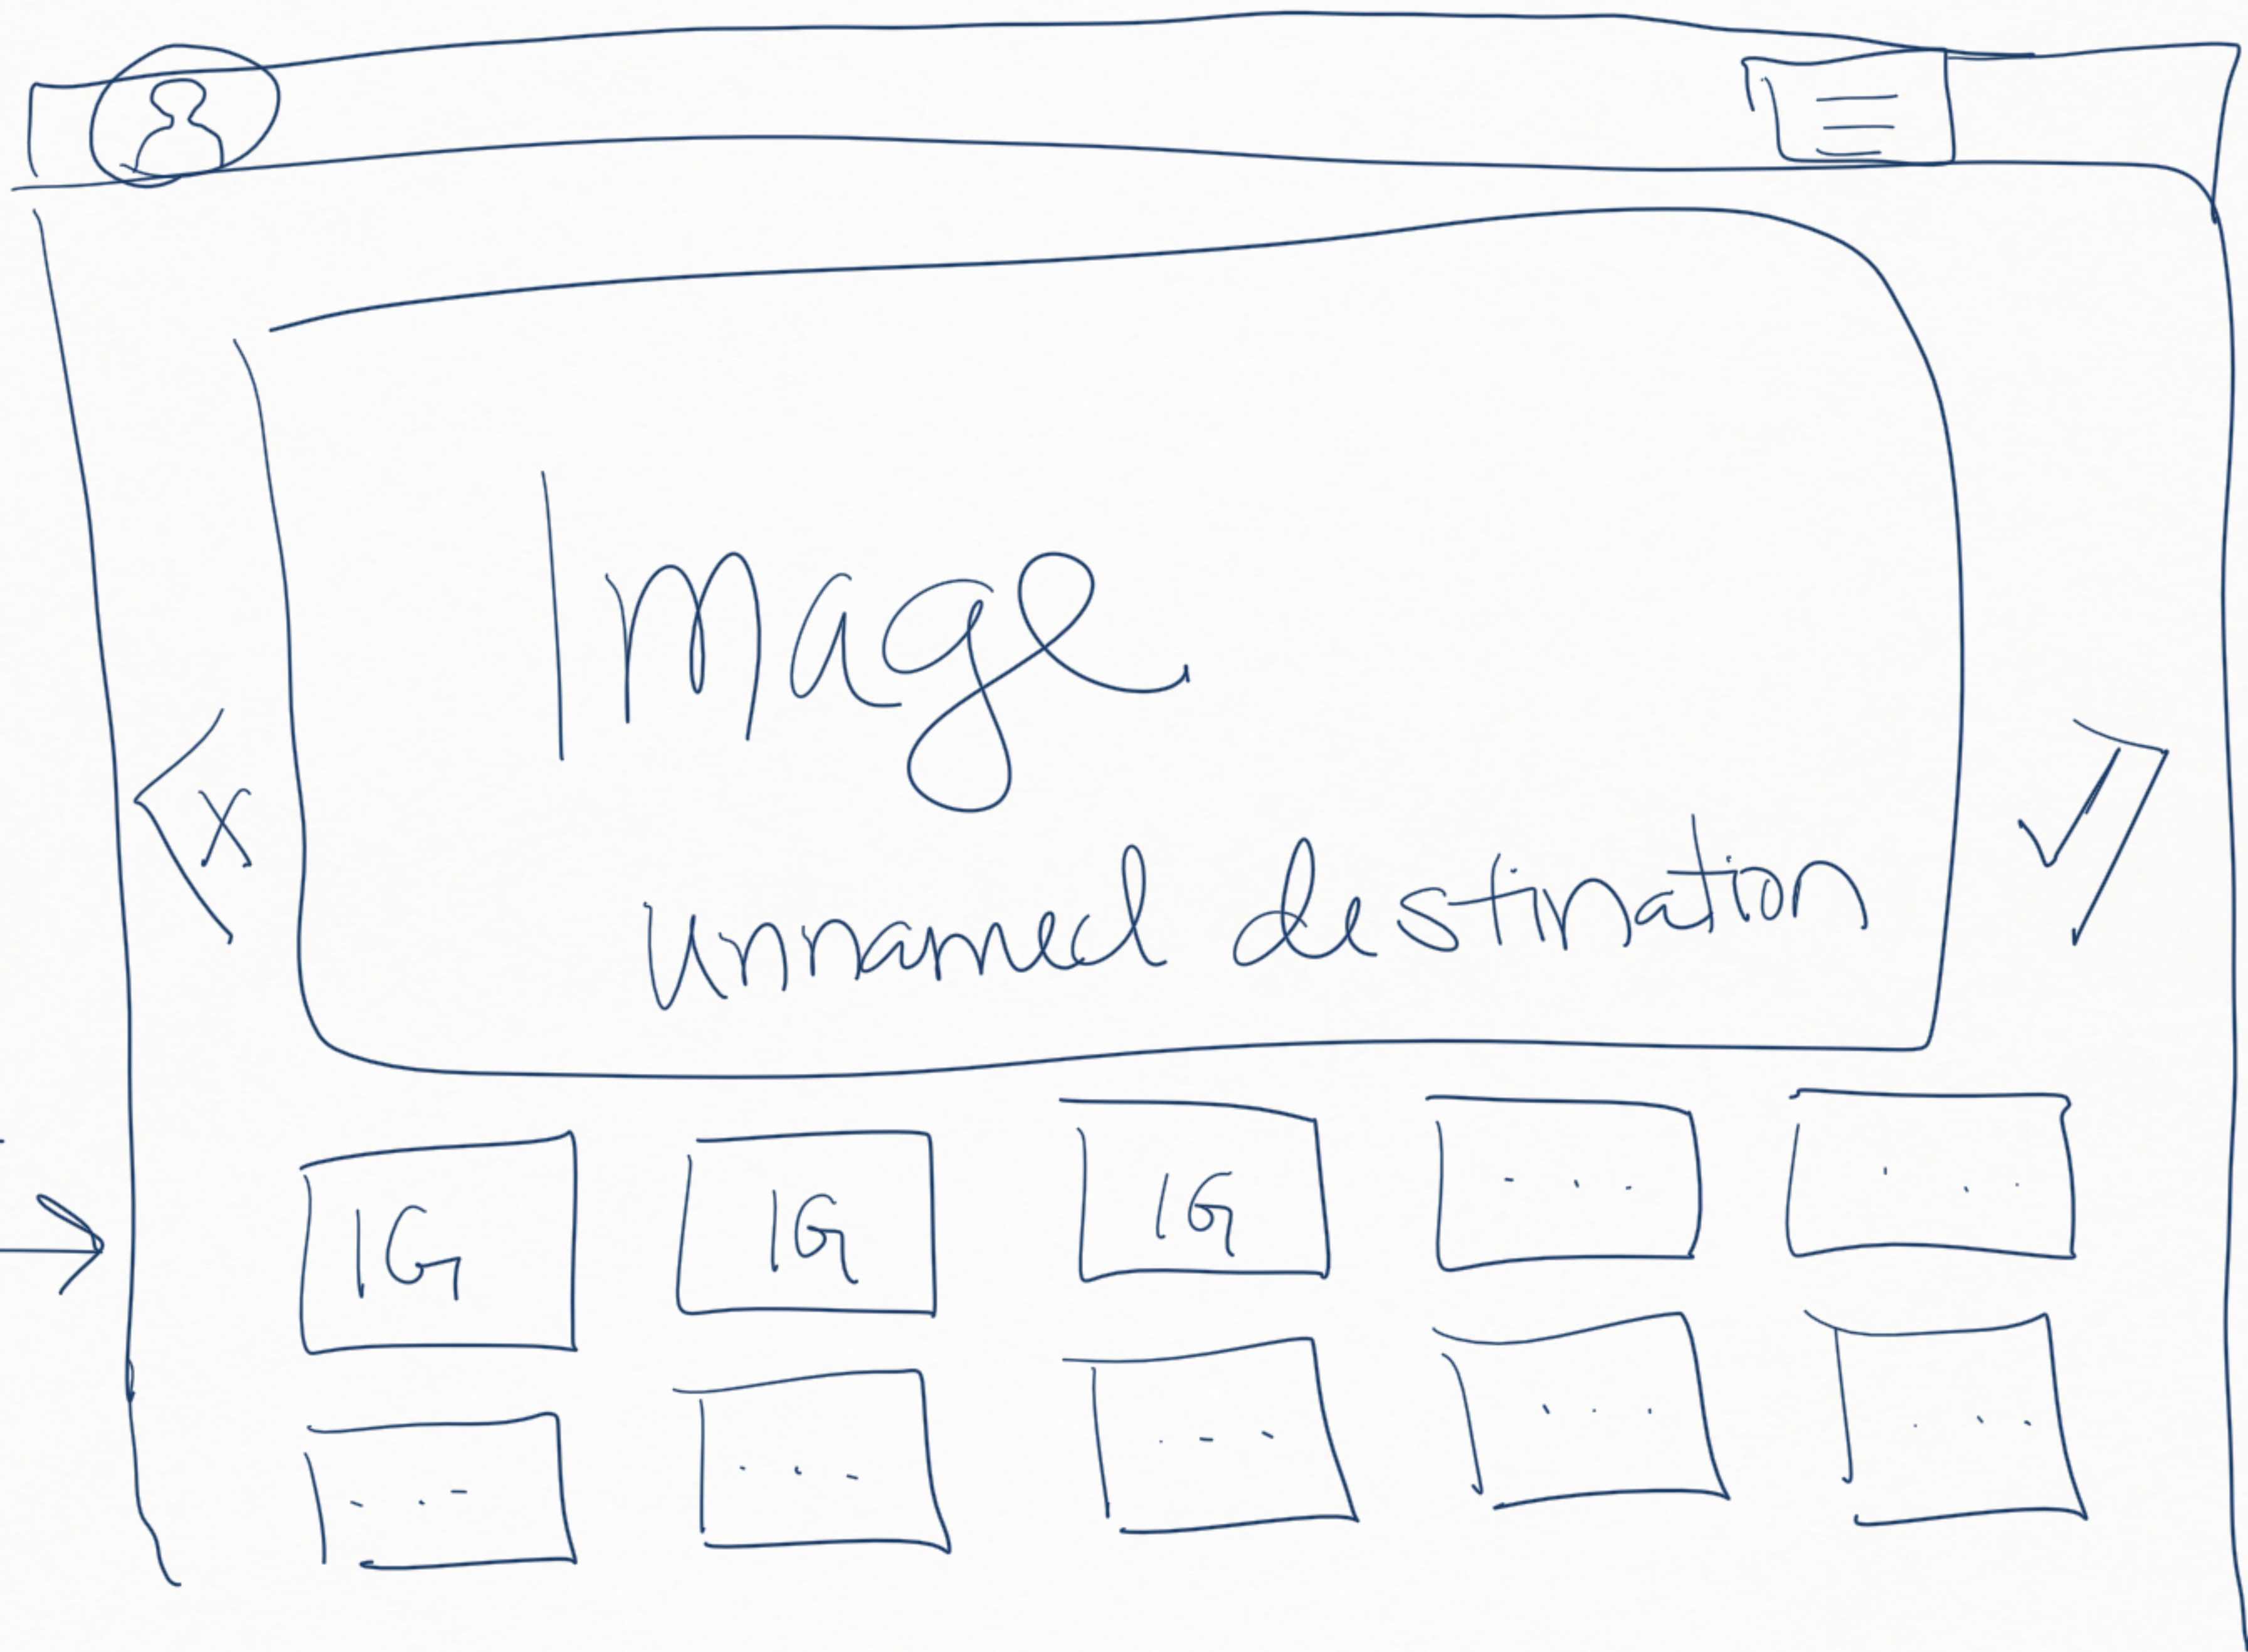 Image
unnamed destination
X
IG IG IG ... ...
... ... ... ... ...